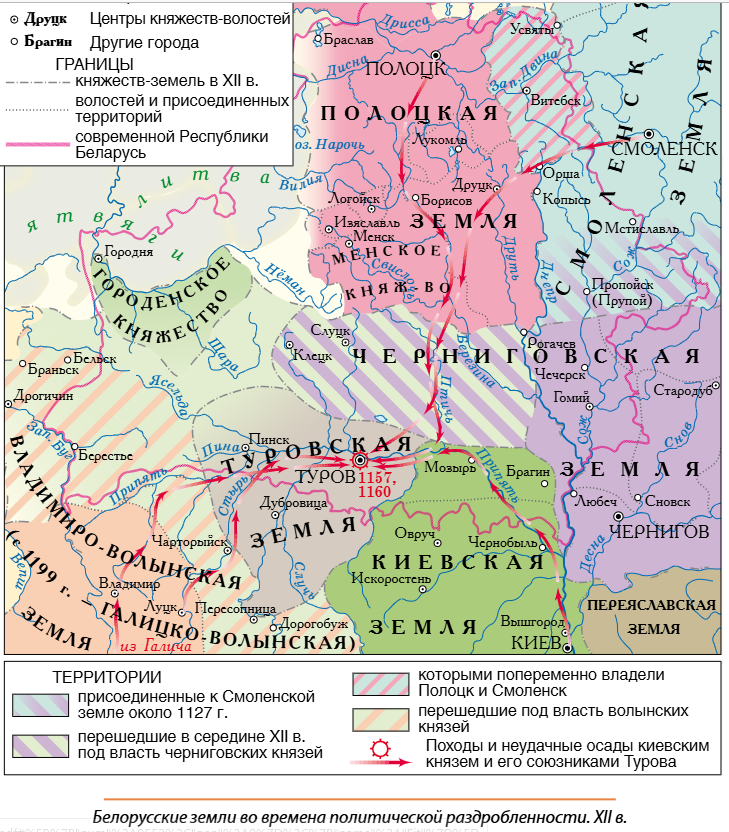 Друцк Центры княжеств-волостей
Брагин Другие города
ГРАНИЦЫ
княжеств-земель в XII в.
волостей и присоединенных
территорий
современной Республики
Беларусь
Дрисса
Усвяты
Браслав
Дисна
ПОЛОЦК
Зап. Двина
Витебск
ПОЛОЦКАЯ
ЗЕМЛЯ
СМОЛЕНСКАЯ
ЗЕМЛЯ
СМОЛЕНСК
Лукомль
оз. Нарочь
литва
ятвяги
Вилия
Орша
Друцк
Борисов
Копысь
Логойск
Изяславль
Менск
МЕНСКОЕ
КНЯЖ-ВО
Свислочь
Друть
Днепр
Мстиславль
Сож
Пропойск
(Прупой)
Городня
ГОРОДЕНСКОЕ
КНЯЖЕСТВО
Нёман
Щара
Слуцк
Клецк
ЧЕРНИГОВСКАЯ
ЗЕМЛЯ
Березина
Рогачев
Чечерск
Гомий
Стародуб
Бельск
Браньск
Дрогичин
Ясельда
Птичь
Сож
Снов
Зап. Буг
Берестье
Пина
Пинск
ТУРОВСКАЯ
ЗЕМЛЯ
ТУРОВ
1157,
1160
Мозырь
Припять
Брагин
Припять
Стырь
Дубровица
Любеч
Сновск
ЧЕРНИГОВ
ВЛАДИМИРО-ВОЛЫНСКАЯ
(с 1199 г. – ГАЛИЦКО-ВОЛЫНСКАЯ)
ЗЕМЛЯ
Чарторыйск
Овруч
Чернобыль
Десна
КИЕВСКАЯ
ЗЕМЛЯ
Искоростень
Вепш
Владимир
Луцк
Случь
Пересопница
Дорогобуж
из Галича
Вышгород
КИЕВ
ПЕРЕЯСЛАВСКАЯ
ЗЕМЛЯ
ТЕРРИТОРИИ
присоединенные к Смоленской
земле около 1127 г.
перешедшие в середине XII в.
под власть черниговских князей
которыми попеременно владели
Полоцк и Смоленск
перешедшие под власть волынских
князей
Походы и неудачные осады киевским
князем и его союзниками Турова
Белорусские земли во времена политической раздробленности. XII в.